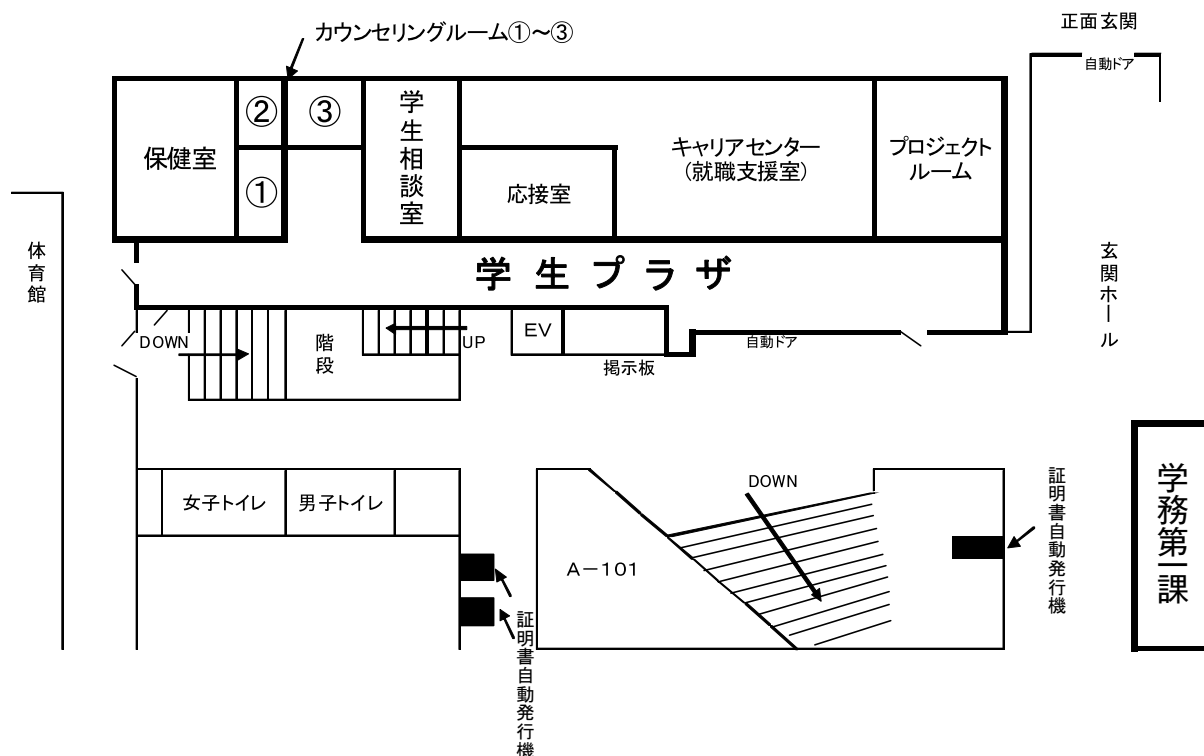 正面玄関
カウンセリングルーム①～③
自動ドア
②
③
学生相談室
保健室
①
応接室
キャリアセンター
(就職支援室)
プロジェクト
ルーム
体育館
学生プラザ
玄関ホール
DOWN
階段
UP
EV
掲示板
自動ドア
女子トイレ
男子トイレ
DOWN
A－101
証明書自動発行機
証明書自動発行機
学務第一課